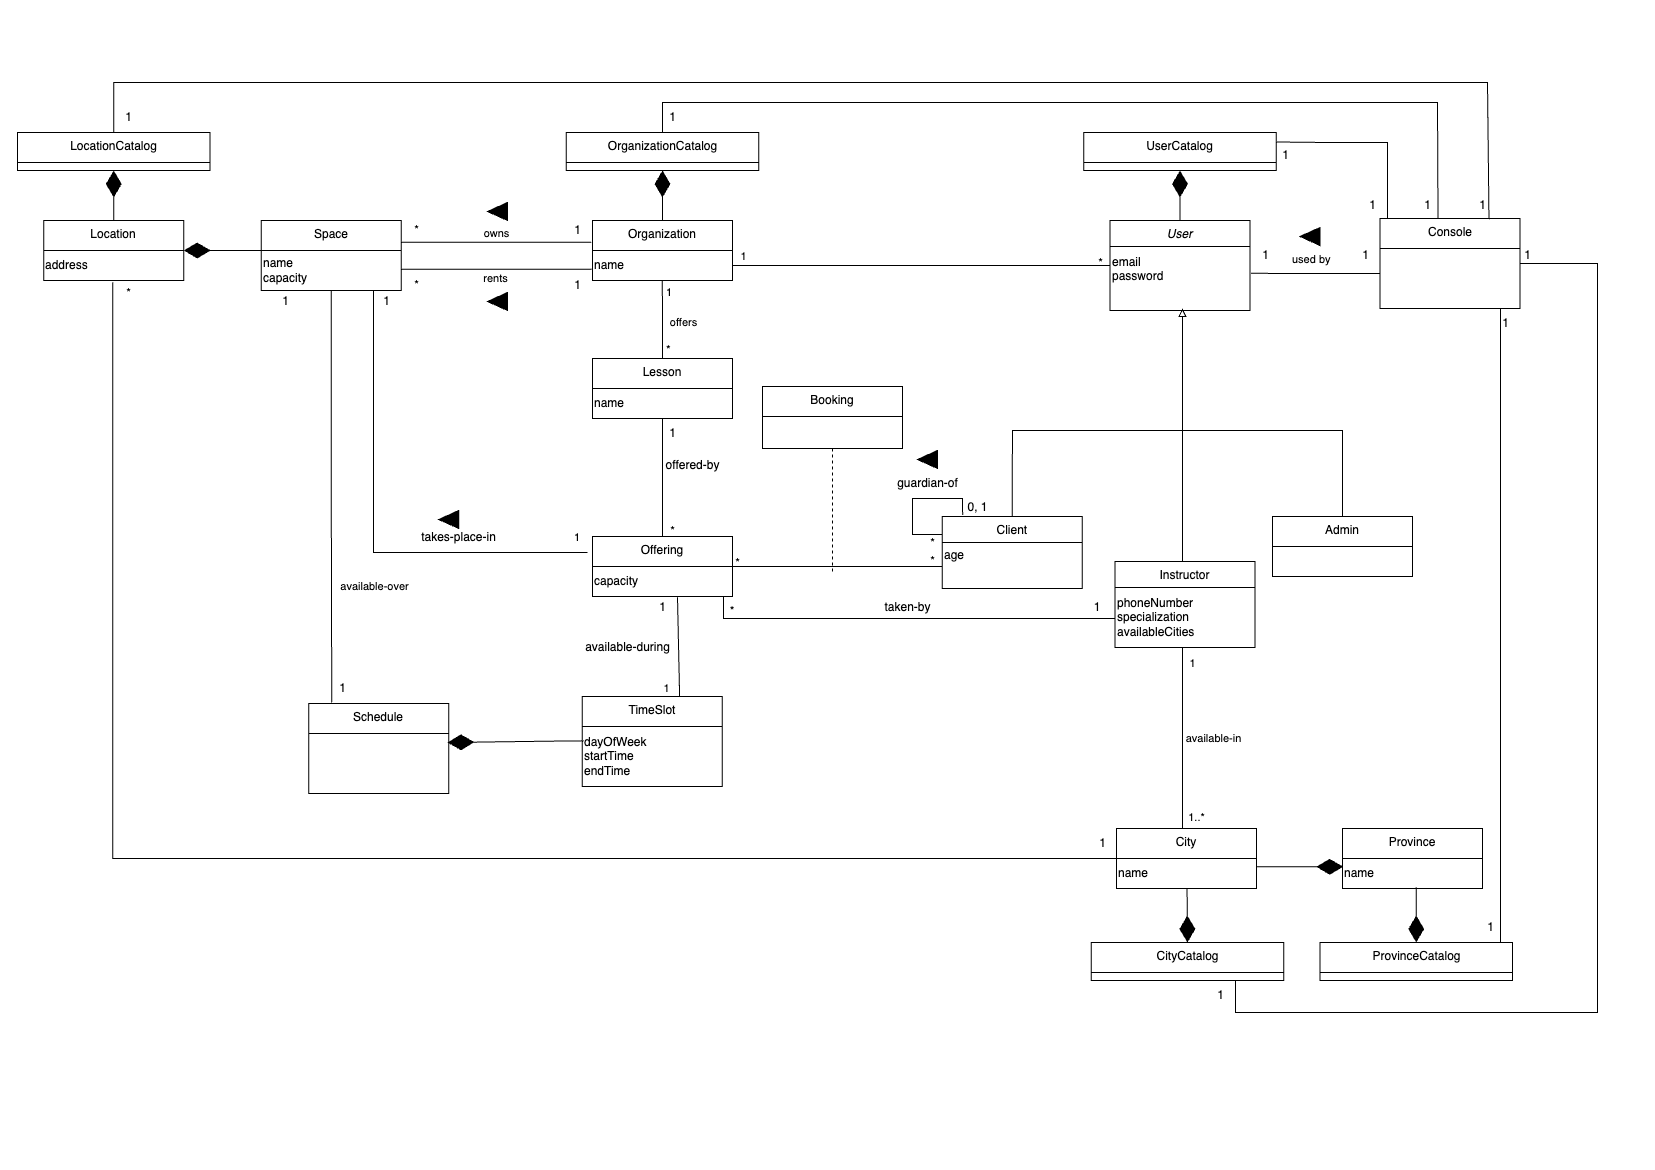 1
1
LocationCatalog
OrganizationCatalog
UserCatalog
1
1
1
1
Location
address
*
Space
name
capacity
1
1
*
owns
1
*
rents
1
Organization
name
1
1
*
User
email
password
1
used by
1
Console
1
1
offers
*
Lesson
name
1
offered-by
*
Booking
guardian-of
0, 1
*
Client
age
Admin
takes-place-in
1
Offering
capacity
*
*
1
*
taken-by
1
Instructor
phoneNumber
specialization
availableCities
1
available-over
1
available-during
1
Schedule
TimeSlot
dayOfWeek
startTime
endTime
available-in
1..*
1
City
name
Province
name
1
CityCatalog
ProvinceCatalog
1